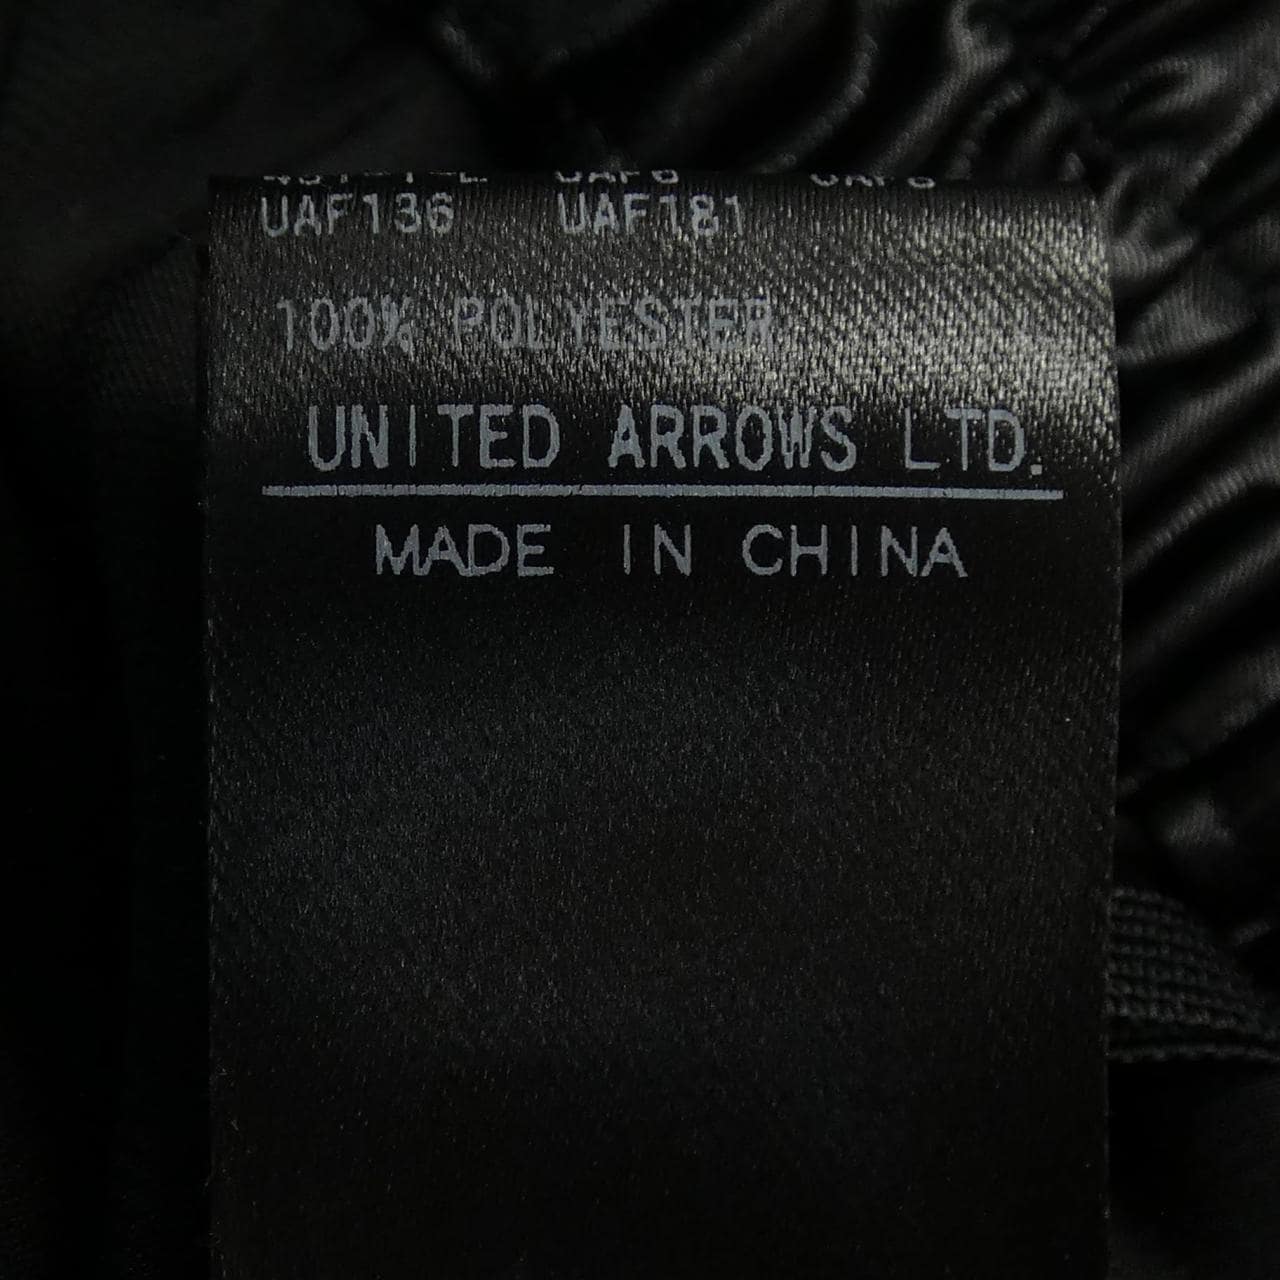 UAF136 UAF181
100% POLYESTER
UNITED ARROWS LTD.
MADE IN CHINA